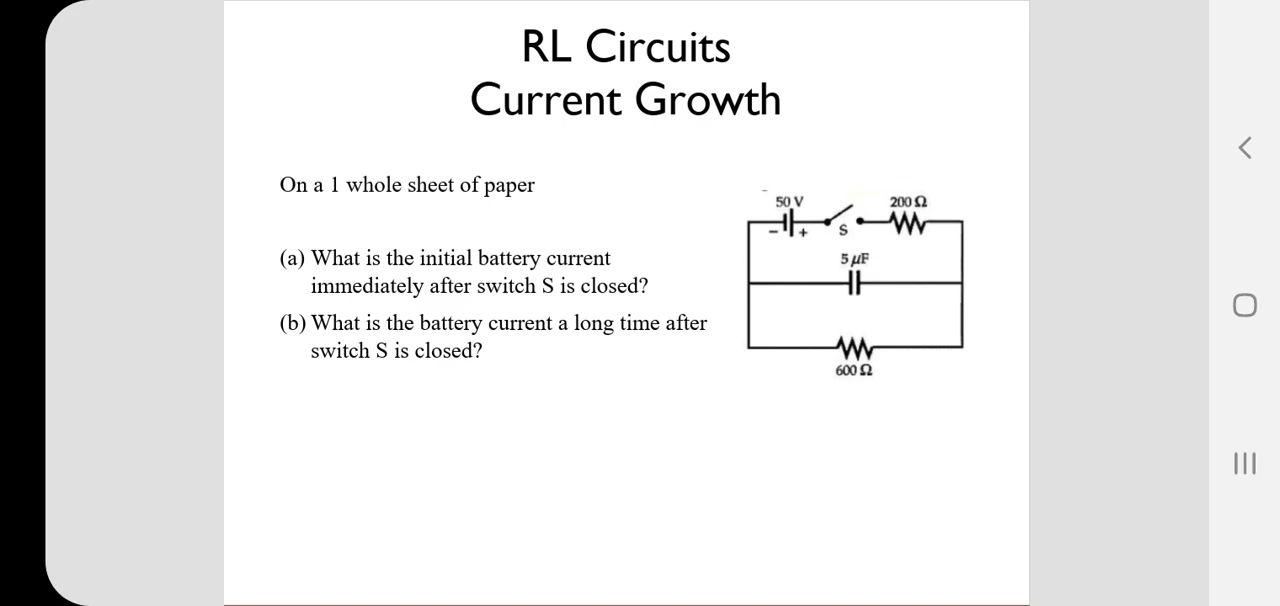 RL Circuits
Current Growth
On a 1 whole sheet of paper
(a) What is the initial battery current
immediately after switch S is closed?
(b) What is the battery current a long time after
switch S is closed?
50 V
200 Ω
− +
S
5 μF
600 Ω